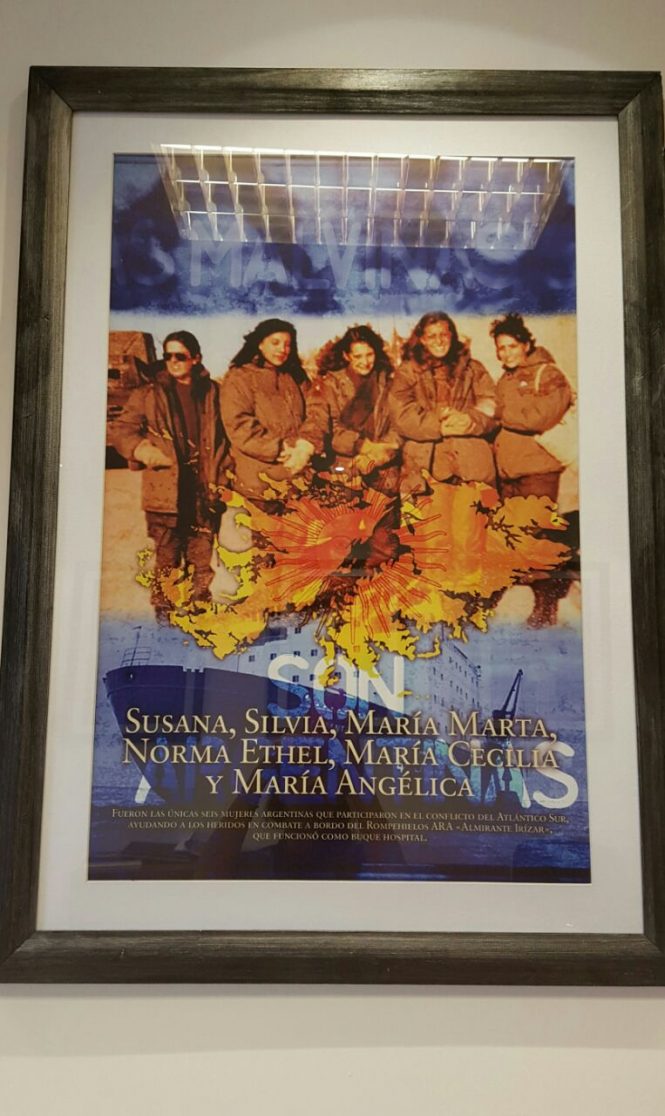 AS MALVINAS
SON
SUSANA, SILVIA, MARÍA MARTA,
NORMA ETHEL, MARÍA CECILIA
Y MARÍA ANGÉLICA
ARGENTINAS
FUERON LAS ÚNICAS SEIS MUJERES ARGENTINAS QUE PARTICIPARON EN EL CONFLICTO DEL ATLÁNTICO SUR,
AYUDANDO A LOS HERIDOS EN COMBATE A BORDO DEL ROMPEHIELOS ARA «ALMIRANTE IRÍZAR»,
QUE FUNCIONÓ COMO BUQUE HOSPITAL.